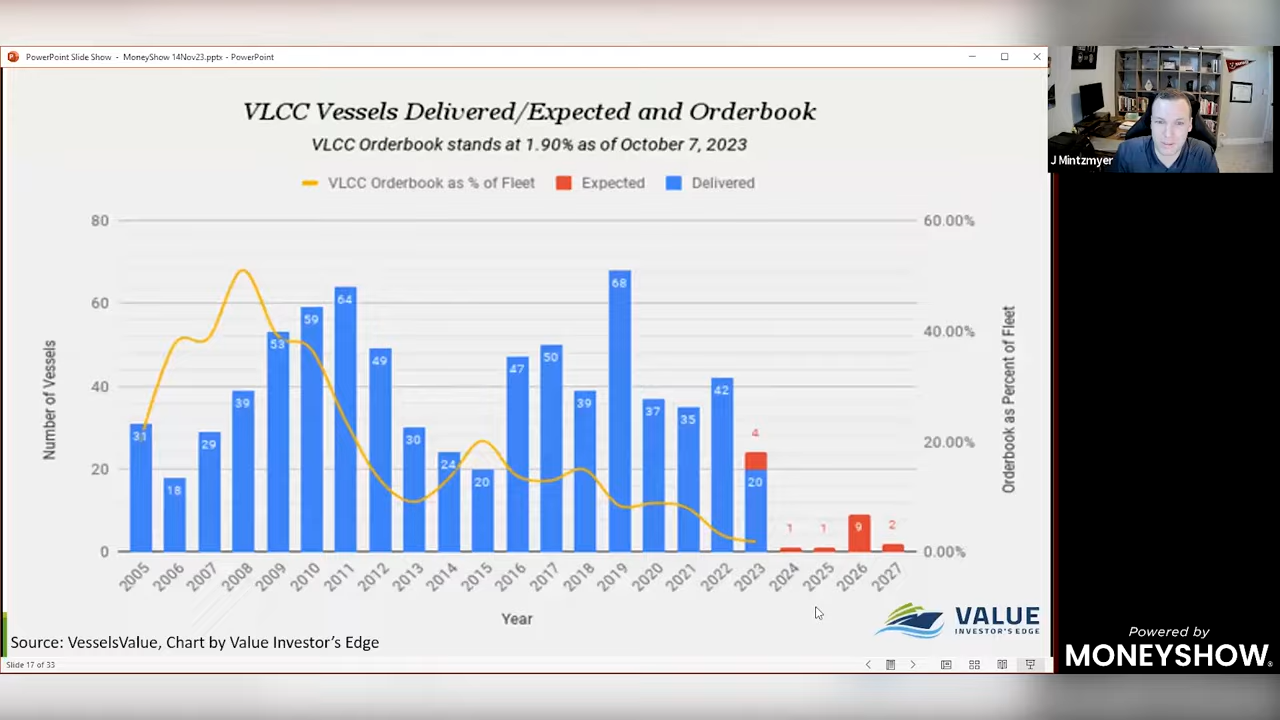 PowerPoint Slide Show - MoneyShow 14Nov23.pptx - PowerPoint
VLCC Vessels Delivered/Expected and Orderbook
VLCC Orderbook stands at 1.90% as of October 7, 2023
VLCC Orderbook as % of Fleet Expected Delivered
J Mintzmyer
Number of Vessels
80
60
40
20
0
31
18
29
39
53
59
64
49
30
24
20
47
50
39
68
37
35
42
4
20
1
1
9
2
60.00%
40.00%
20.00%
0.00%
Orderbook as Percent of Fleet
2005 2006 2007 2008 2009 2010 2011 2012 2013 2014 2015 2016 2017 2018 2019 2020 2021 2022 2023 2024 2025 2026 2027
Year
VALUE
INVESTOR'S EDGE
Source: VesselsValue, Chart by Value Investor’s Edge
Slide 17 of 33
Powered by
MONEYSHOW®